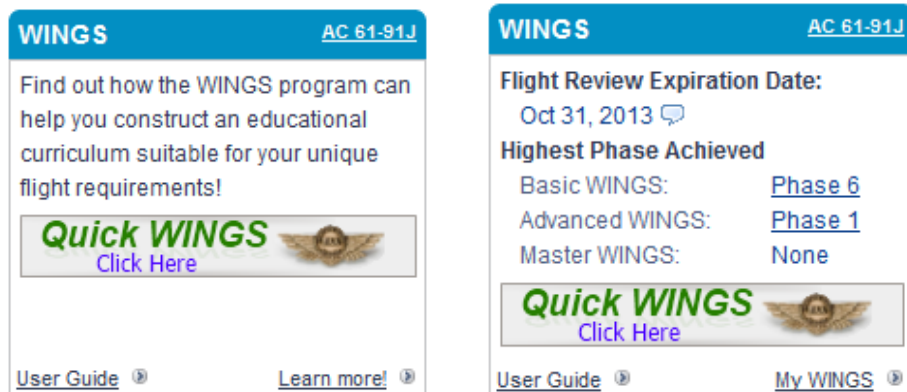 WINGS AC 61-91J
Find out how the WINGS program can
help you construct an educational
curriculum suitable for your unique
flight requirements!
Quick WINGS
Click Here
User Guide Learn more!
WINGS AC 61-91J
Flight Review Expiration Date:
Oct 31, 2013
Highest Phase Achieved
Basic WINGS: Phase 6
Advanced WINGS: Phase 1
Master WINGS: None
Quick WINGS
Click Here
User Guide My WINGS